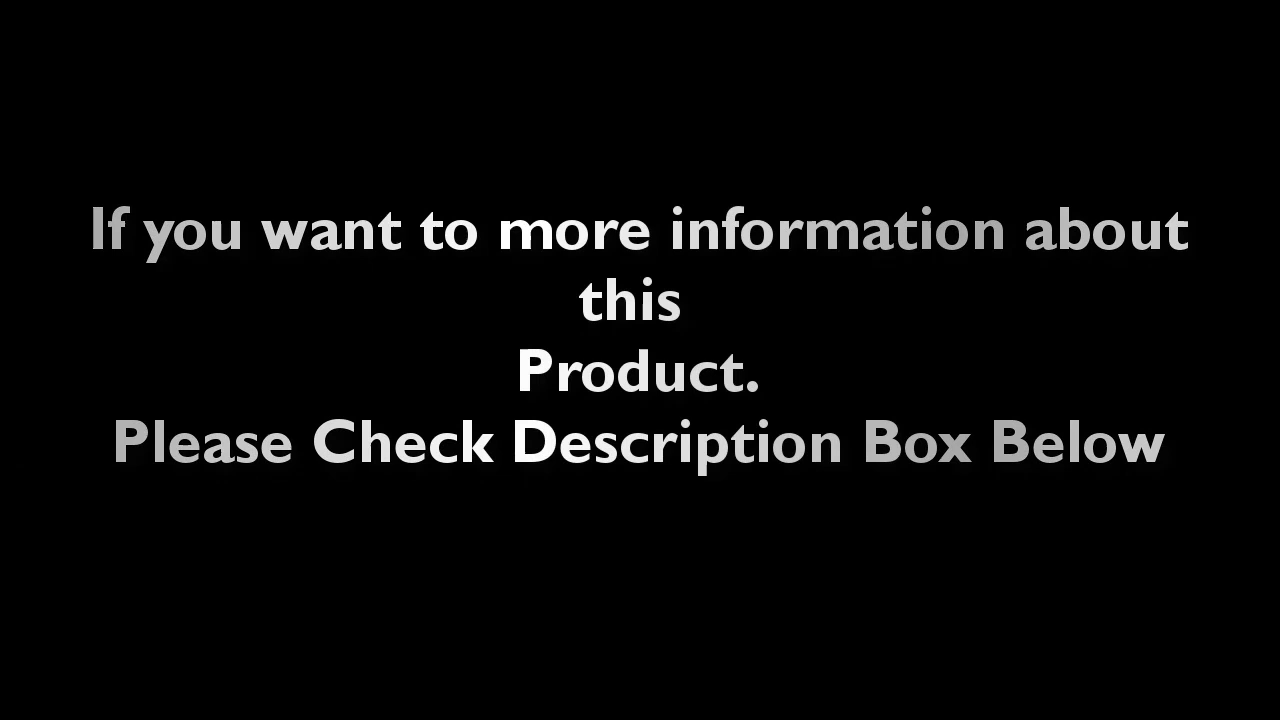 If you want to more information about
this
Product.
Please Check Description Box Below